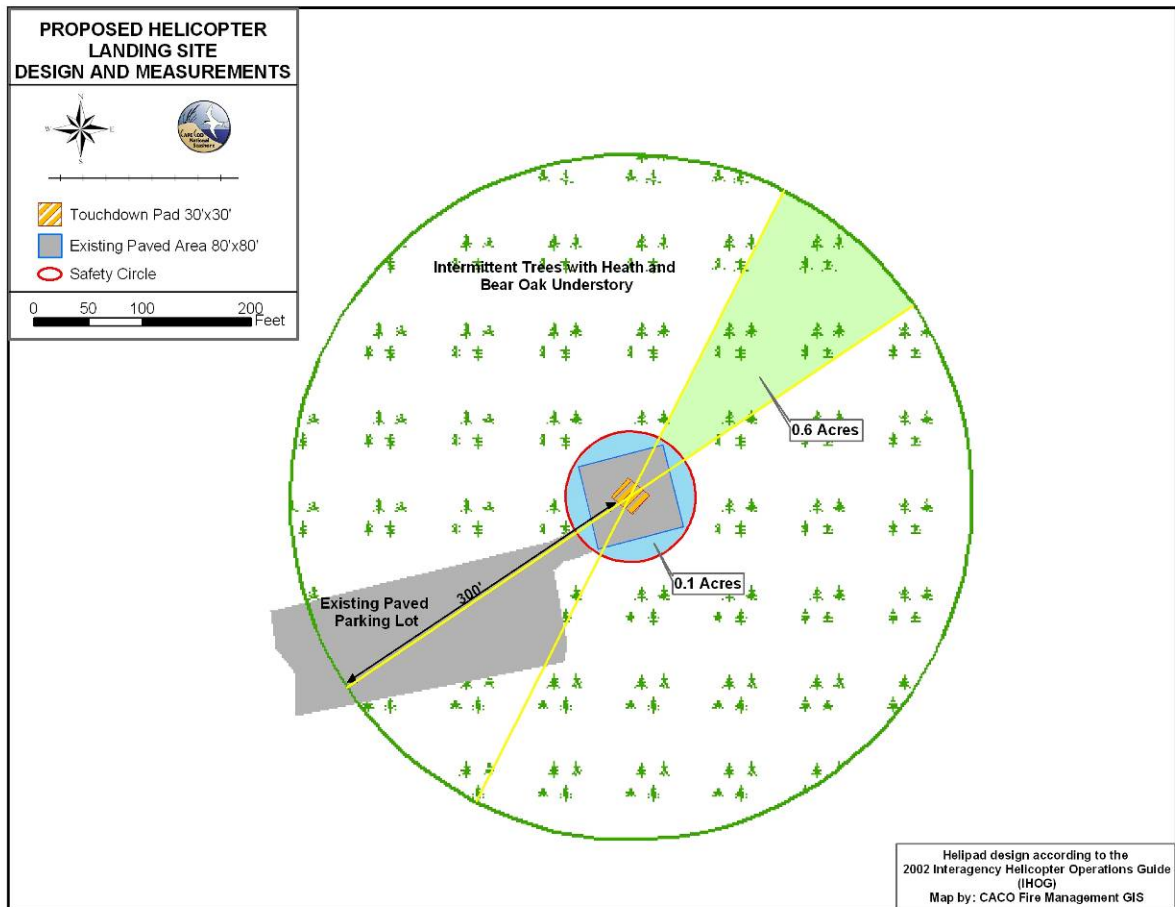 PROPOSED HELICOPTER
LANDING SITE
DESIGN AND MEASUREMENTS
N
W
E
S
National
Seashore
Touchdown Pad 30'x30'
Existing Paved Area 80'x80'
Safety Circle
0 50 100 200
Feet
Intermittent Trees with Heath and
Bear Oak Understory
0.6 Acres
0.1 Acres
300'
Existing Paved
Parking Lot
Helipad design according to the
2002 Interagency Helicopter Operations Guide
(IHOG)
Map by: CACO Fire Management GIS